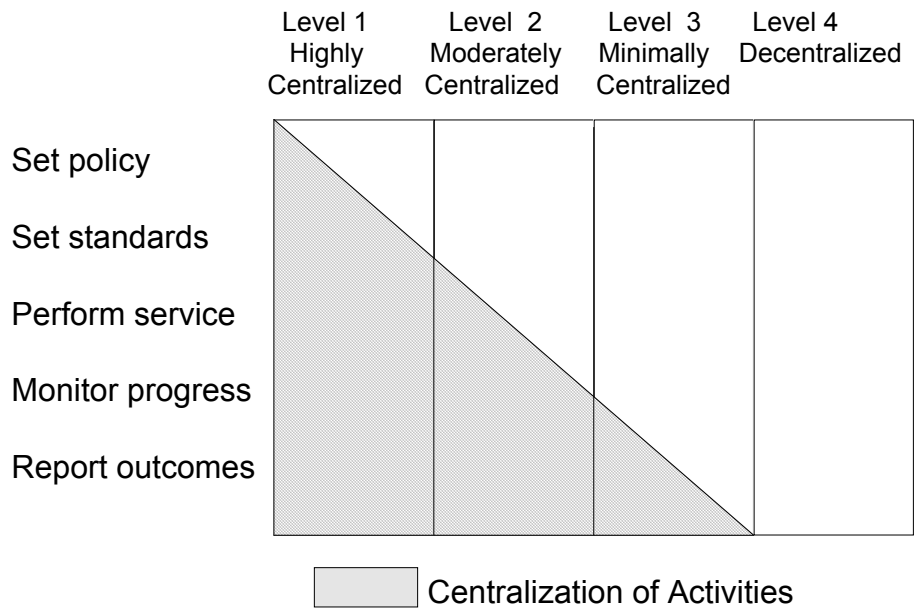 Level 1
Highly
Centralized
Level 2
Moderately
Centralized
Level 3
Minimally
Centralized
Level 4
Decentralized
Set policy
Set standards
Perform service
Monitor progress
Report outcomes
Centralization of Activities